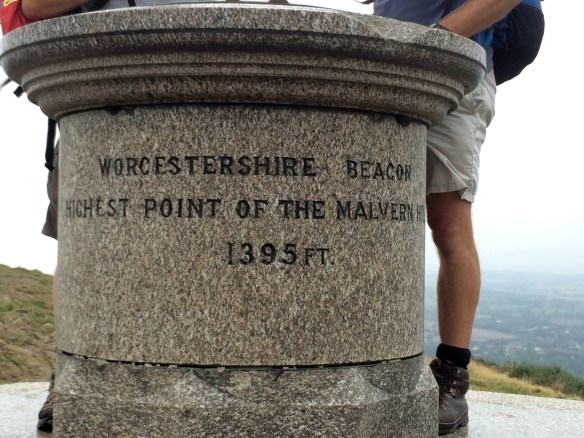 WORCESTERSHIRE BEACON
HIGHEST POINT OF THE MALVERN
1395 FT.